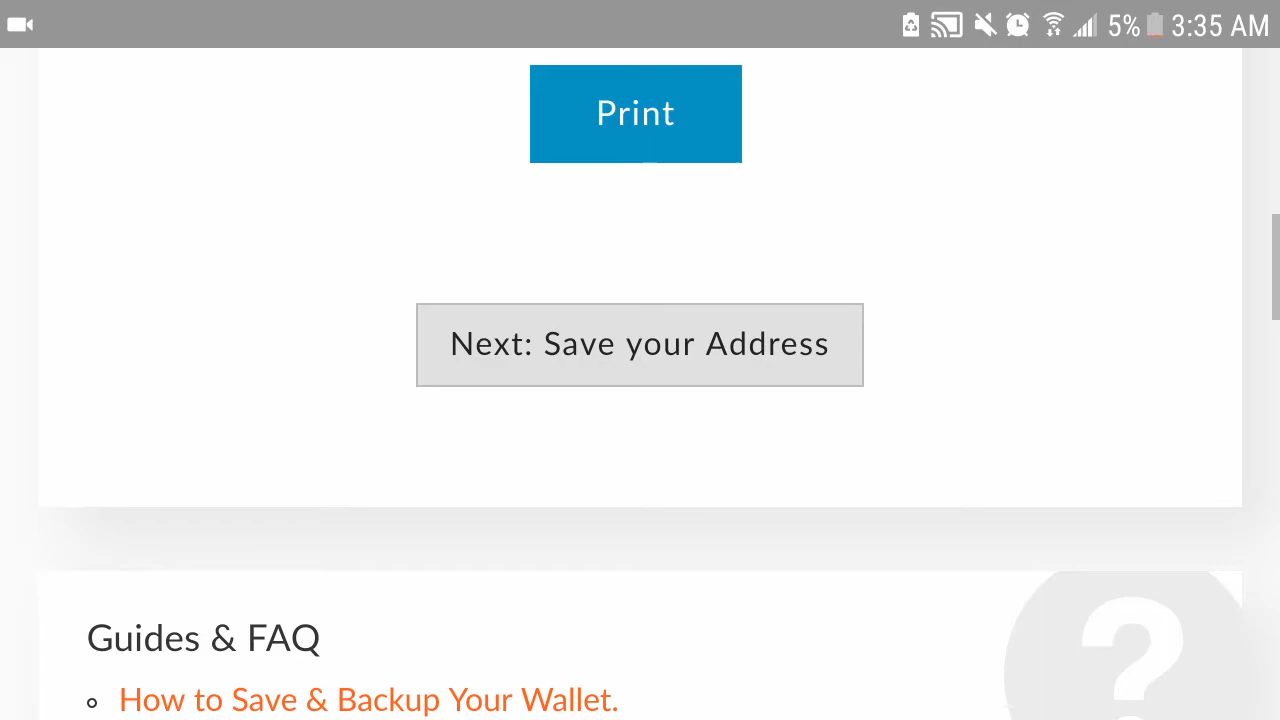 5% 3:35 AM
Print
Next: Save your Address
Guides & FAQ
How to Save & Backup Your Wallet.